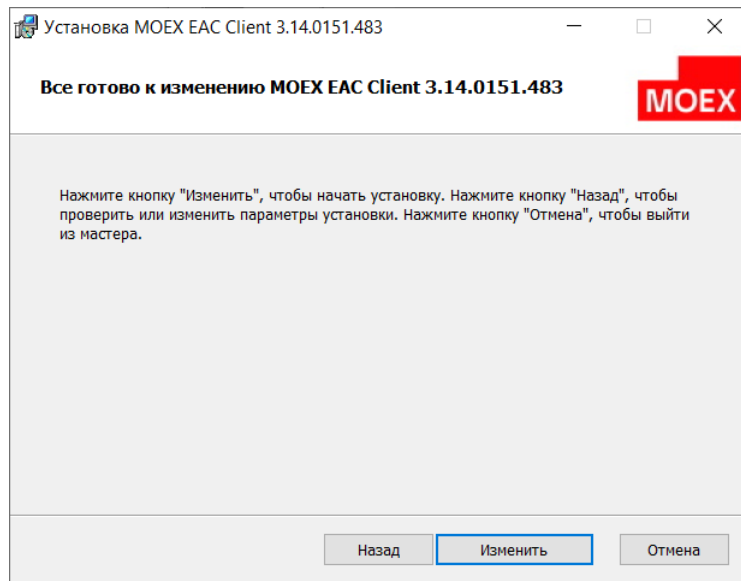 Установка MOEX EAC Client 3.14.0151.483
Все готово к изменению MOEX EAC Client 3.14.0151.483
MOEX
Нажмите кнопку "Изменить", чтобы начать установку. Нажмите кнопку "Назад", чтобы
проверить или изменить параметры установки. Нажмите кнопку "Отмена", чтобы выйти
из мастера.
Назад
Изменить
Отмена